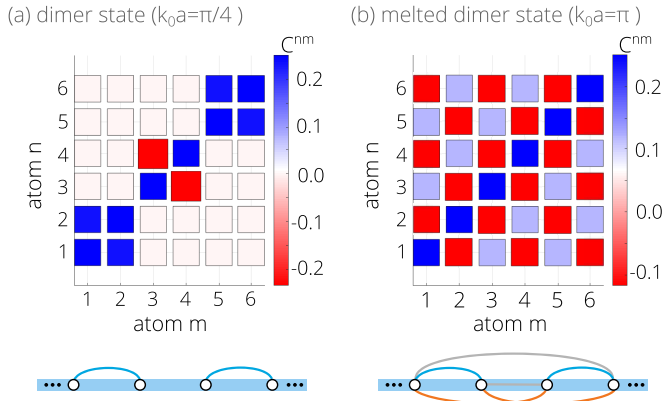 (a) dimer state (k₀a=π/4 )
(b) melted dimer state (k₀a=π )
Cⁿᵐ
0.2
0.1
0.0
-0.1
-0.2
atom n
6
5
4
3
2
1
1 2 3 4 5 6
atom m
Cⁿᵐ
0.2
0.1
0.0
-0.1
atom n
6
5
4
3
2
1
1 2 3 4 5 6
atom m
••• •••
••• •••